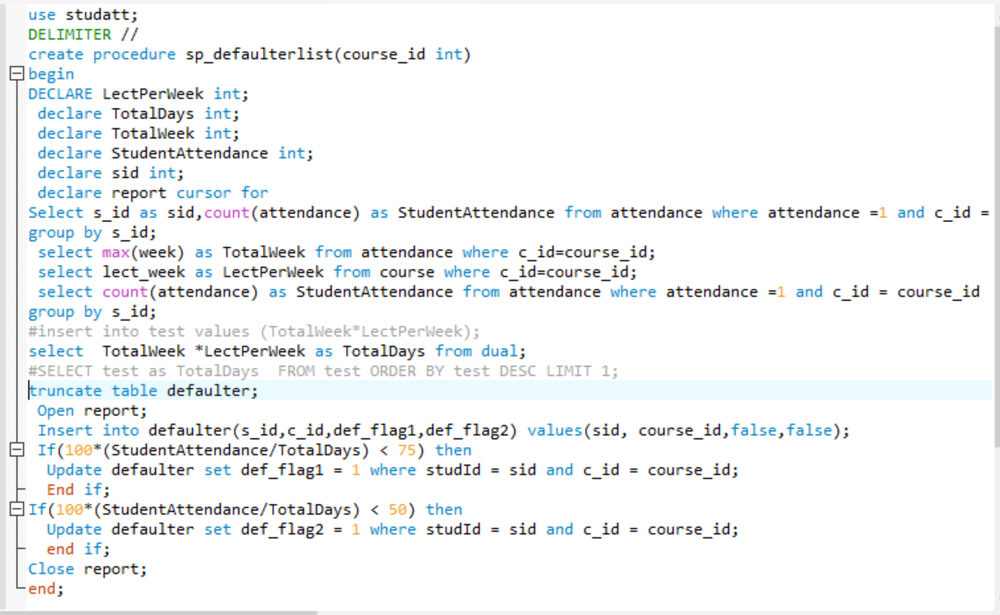 use studatt;
DELIMITER //
create procedure sp_defaulterlist(course_id int)
begin
DECLARE LectPerWeek int;
declare TotalDays int;
declare TotalWeek int;
declare StudentAttendance int;
declare sid int;
declare report cursor for
Select s_id as sid,count(attendance) as StudentAttendance from attendance where attendance =1 and c_id =
group by s_id;
select max(week) as TotalWeek from attendance where c_id=course_id;
select lect_week as LectPerWeek from course where c_id=course_id;
select count(attendance) as StudentAttendance from attendance where attendance =1 and c_id = course_id
group by s_id;
#insert into test values (TotalWeek*LectPerWeek);
select  TotalWeek *LectPerWeek as TotalDays from dual;
#SELECT test as TotalDays  FROM test ORDER BY test DESC LIMIT 1;
truncate table defaulter;
Open report;
Insert into defaulter(s_id,c_id,def_flag1,def_flag2) values(sid, course_id,false,false);
If(100*(StudentAttendance/TotalDays) < 75) then
Update defaulter set def_flag1 = 1 where studId = sid and c_id = course_id;
End if;
If(100*(StudentAttendance/TotalDays) < 50) then
Update defaulter set def_flag2 = 1 where studId = sid and c_id = course_id;
end if;
Close report;
end;